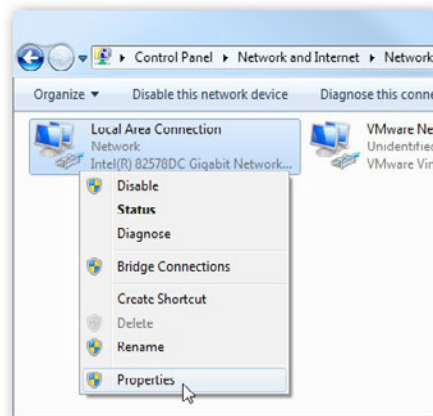 Control Panel Network and Internet Network
Organize Disable this network device Diagnose this conne
Local Area Connection
Network
Intel(R) 82578DC Gigabit Network...
VMware Ne
Unidentified
VMware Vir
Disable
Status
Diagnose
Bridge Connections
Create Shortcut
Delete
Rename
Properties